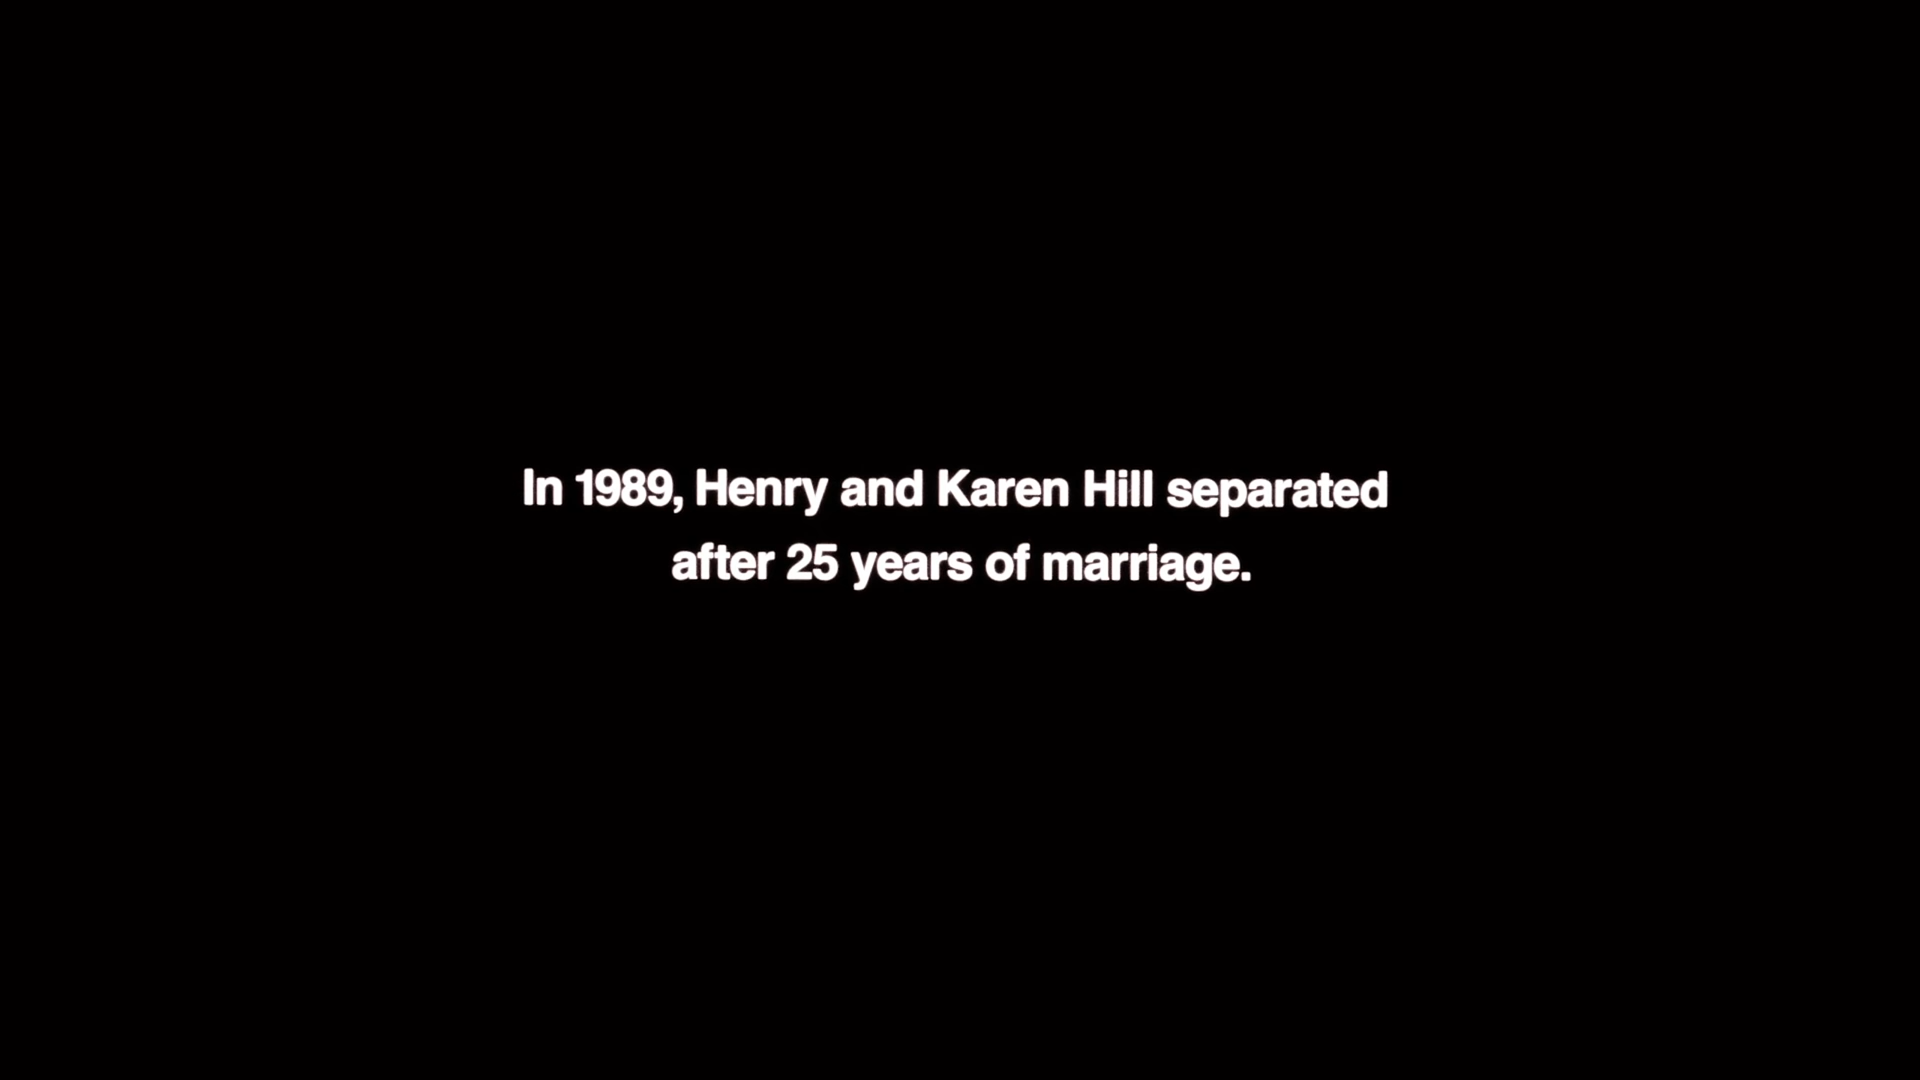 In 1989, Henry and Karen Hill separated
after 25 years of marriage.